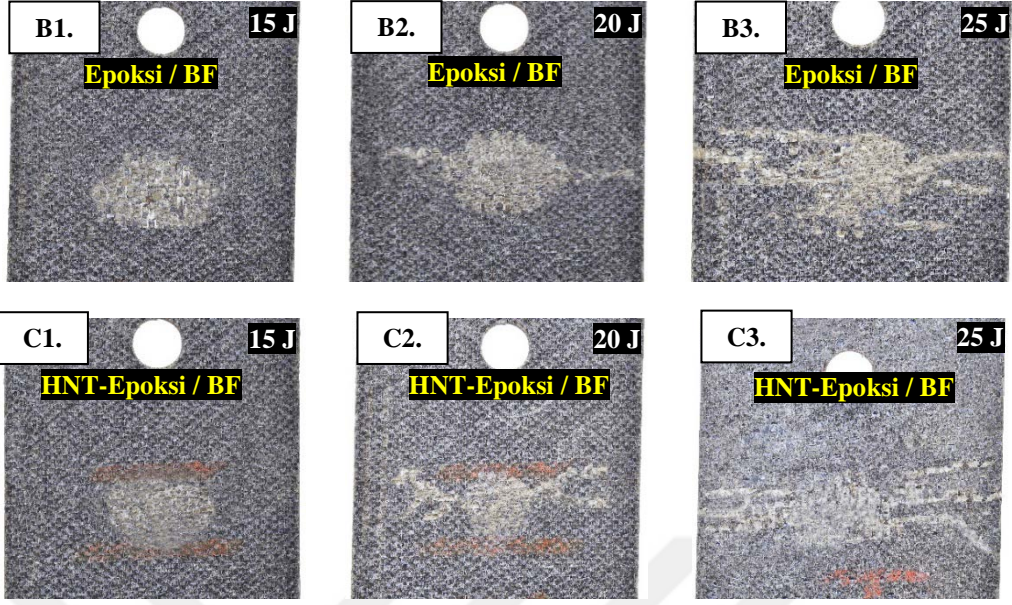 B1. 15 J
Epoksi / BF
B2. 20 J
Epoksi / BF
B3. 25 J
Epoksi / BF
C1. 15 J
HNT-Epoksi / BF
C2. 20 J
HNT-Epoksi / BF
C3. 25 J
HNT-Epoksi / BF